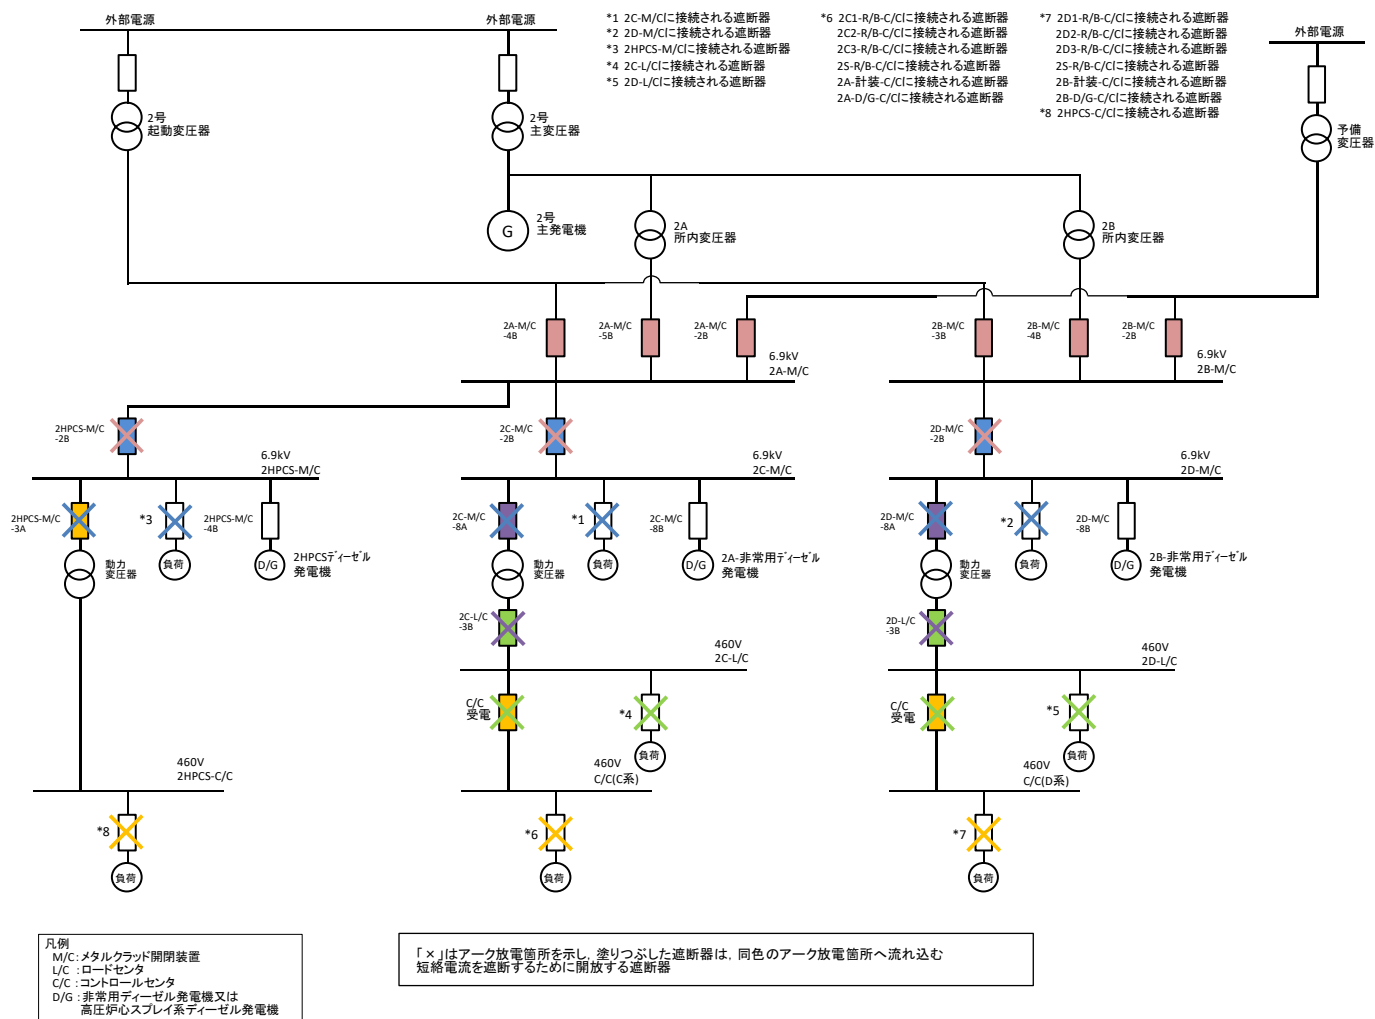 外部電源
外部電源
*1 2C-M/Cに接続される遮断器
*2 2D-M/Cに接続される遮断器
*3 2HPCS-M/Cに接続される遮断器
*4 2C-L/Cに接続される遮断器
*5 2D-L/Cに接続される遮断器
*6 2C1-R/B-C/Cに接続される遮断器
2C2-R/B-C/Cに接続される遮断器
2C3-R/B-C/Cに接続される遮断器
2S-R/B-C/Cに接続される遮断器
2A-計装-C/Cに接続される遮断器
2A-D/G-C/Cに接続される遮断器
*7 2D1-R/B-C/Cに接続される遮断器
2D2-R/B-C/Cに接続される遮断器
2D3-R/B-C/Cに接続される遮断器
2S-R/B-C/Cに接続される遮断器
2B-計装-C/Cに接続される遮断器
2B-D/G-C/Cに接続される遮断器
*8 2HPCS-C/Cに接続される遮断器
外部電源
2号
起動変圧器
2号
主変圧器
予備
変圧器
G
2号
主発電機
2A
所内変圧器
2B
所内変圧器
2A-M/C
-4B
2A-M/C
-5B
2A-M/C
-2B
2B-M/C
-3B
2B-M/C
-4B
2B-M/C
-2B
6.9kV
2A-M/C
6.9kV
2B-M/C
2HPCS-M/C
-2B
2C-M/C
-2B
2D-M/C
-2B
6.9kV
2HPCS-M/C
6.9kV
2C-M/C
6.9kV
2D-M/C
2HPCS-M/C
-3A
*3
2HPCS-M/C
-4B
2C-M/C
-8A
*1
2C-M/C
-8B
2D-M/C
-8A
*2
2D-M/C
-8B
動力
変圧器
負荷
D/G
2HPCSディーゼル
発電機
動力
変圧器
負荷
D/G
2A-非常用ディーゼル
発電機
動力
変圧器
負荷
D/G
2B-非常用ディーゼル
発電機
2C-L/C
-3B
2D-L/C
-3B
460V
2C-L/C
460V
2D-L/C
C/C
受電
*4
負荷
C/C
受電
*5
負荷
460V
2HPCS-C/C
460V
C/C(C系)
460V
C/C(D系)
*8
負荷
*6
負荷
*7
負荷
凡例
M/C:メタルクラッド開閉装置
L/C :ロードセンタ
C/C :コントロールセンタ
D/G :非常用ディーゼル発電機又は
高圧炉心スプレイ系ディーゼル発電機
「×」はアーク放電箇所を示し, 塗りつぶした遮断器は, 同色のアーク放電箇所へ流れ込む
短絡電流を遮断するために開放する遮断器